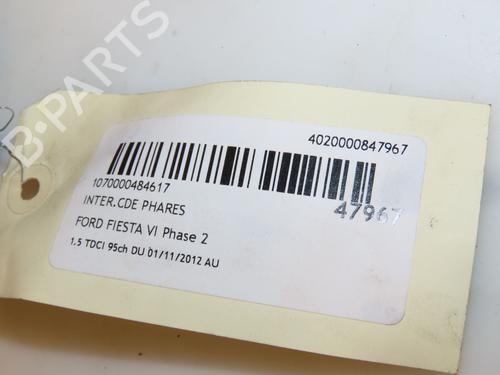 B-PARTS
4020000847967
1070000484617
47967
INTER.CDE PHARES
FORD FIESTA VI Phase 2
1.5 TDCI 95ch DU 01/11/2012 AU